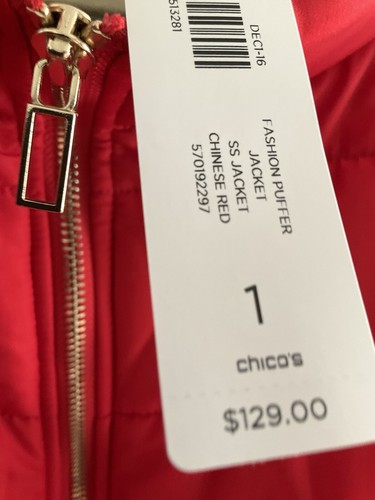 513281
DEC1-16
FASHION PUFFER
JACKET
SS JACKET
CHINESE RED
570192297
1
chico's
$129.00